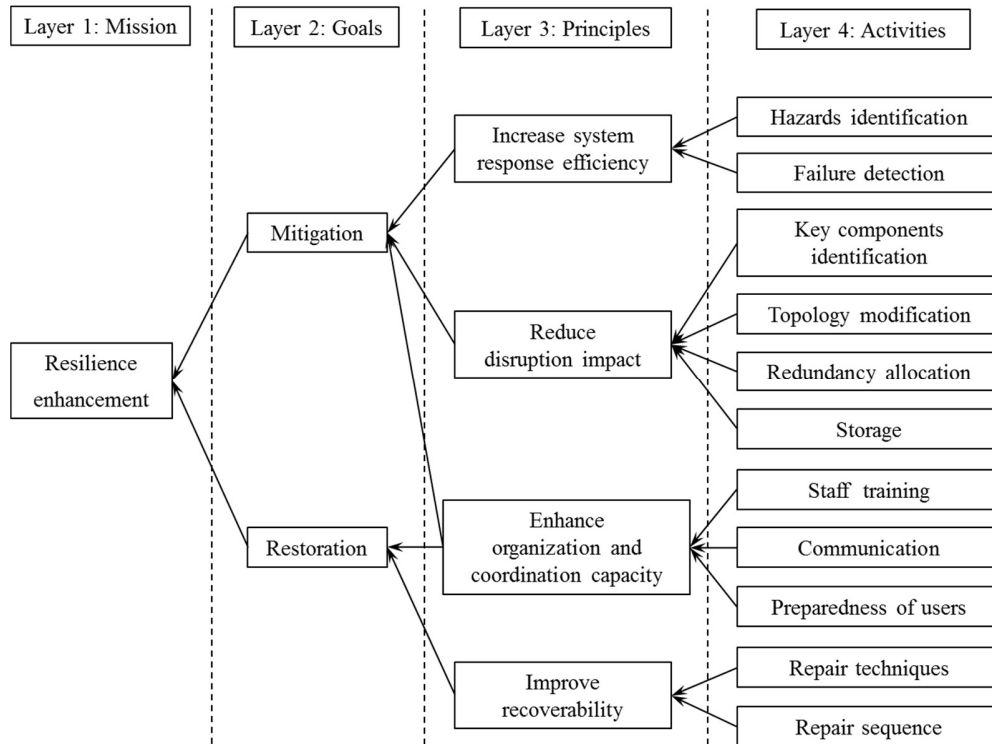 Layer 1: Mission
Layer 2: Goals
Layer 3: Principles
Layer 4: Activities
Resilience
enhancement
Mitigation
Restoration
Increase system
response efficiency
Reduce
disruption impact
Enhance
organization and
coordination capacity
Improve
recoverability
Hazards identification
Failure detection
Key components
identification
Topology modification
Redundancy allocation
Storage
Staff training
Communication
Preparedness of users
Repair techniques
Repair sequence